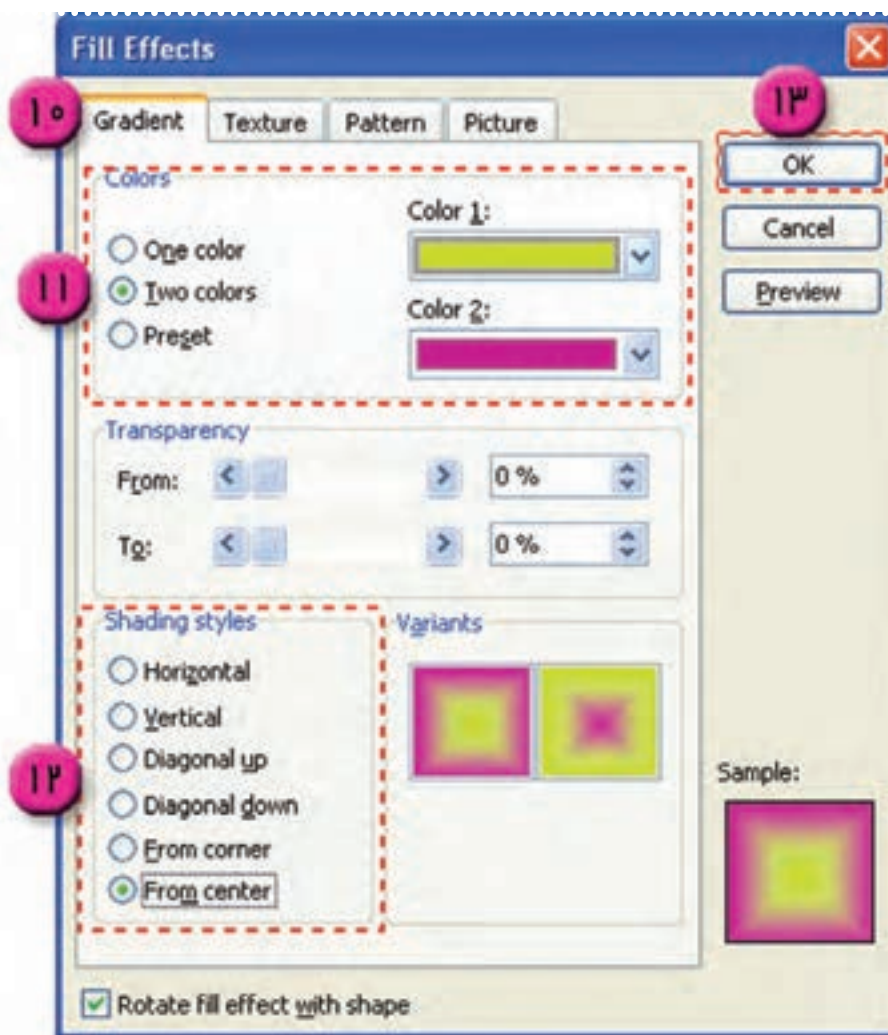 Fill Effects
۱۰
Gradient Texture Pattern Picture
۱۳
OK
Cancel
Preview
Colors
۱۱
One color
Two colors
Preset
Color 1:
Color 2:
Transparency
From: 0 %
To: 0 %
۱۲
Shading styles
Horizontal
Vertical
Diagonal up
Diagonal down
From corner
From center
Variants
Sample:
Rotate fill effect with shape